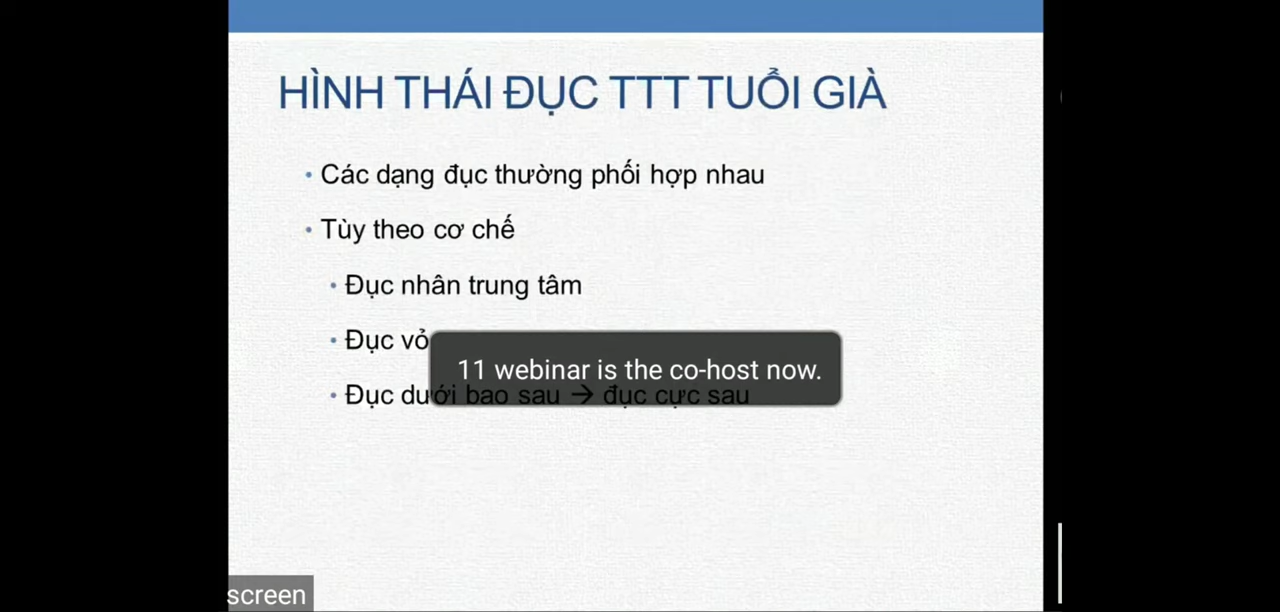 HÌNH THÁI ĐỤC TTT TUỔI GIÀ
• Các dạng đục thường phối hợp nhau
• Tùy theo cơ chế
• Đục nhân trung tâm
• Đục vỏ
11 webinar is the co-host now.
• Đục dưới bao sau → đục cực sau
screen